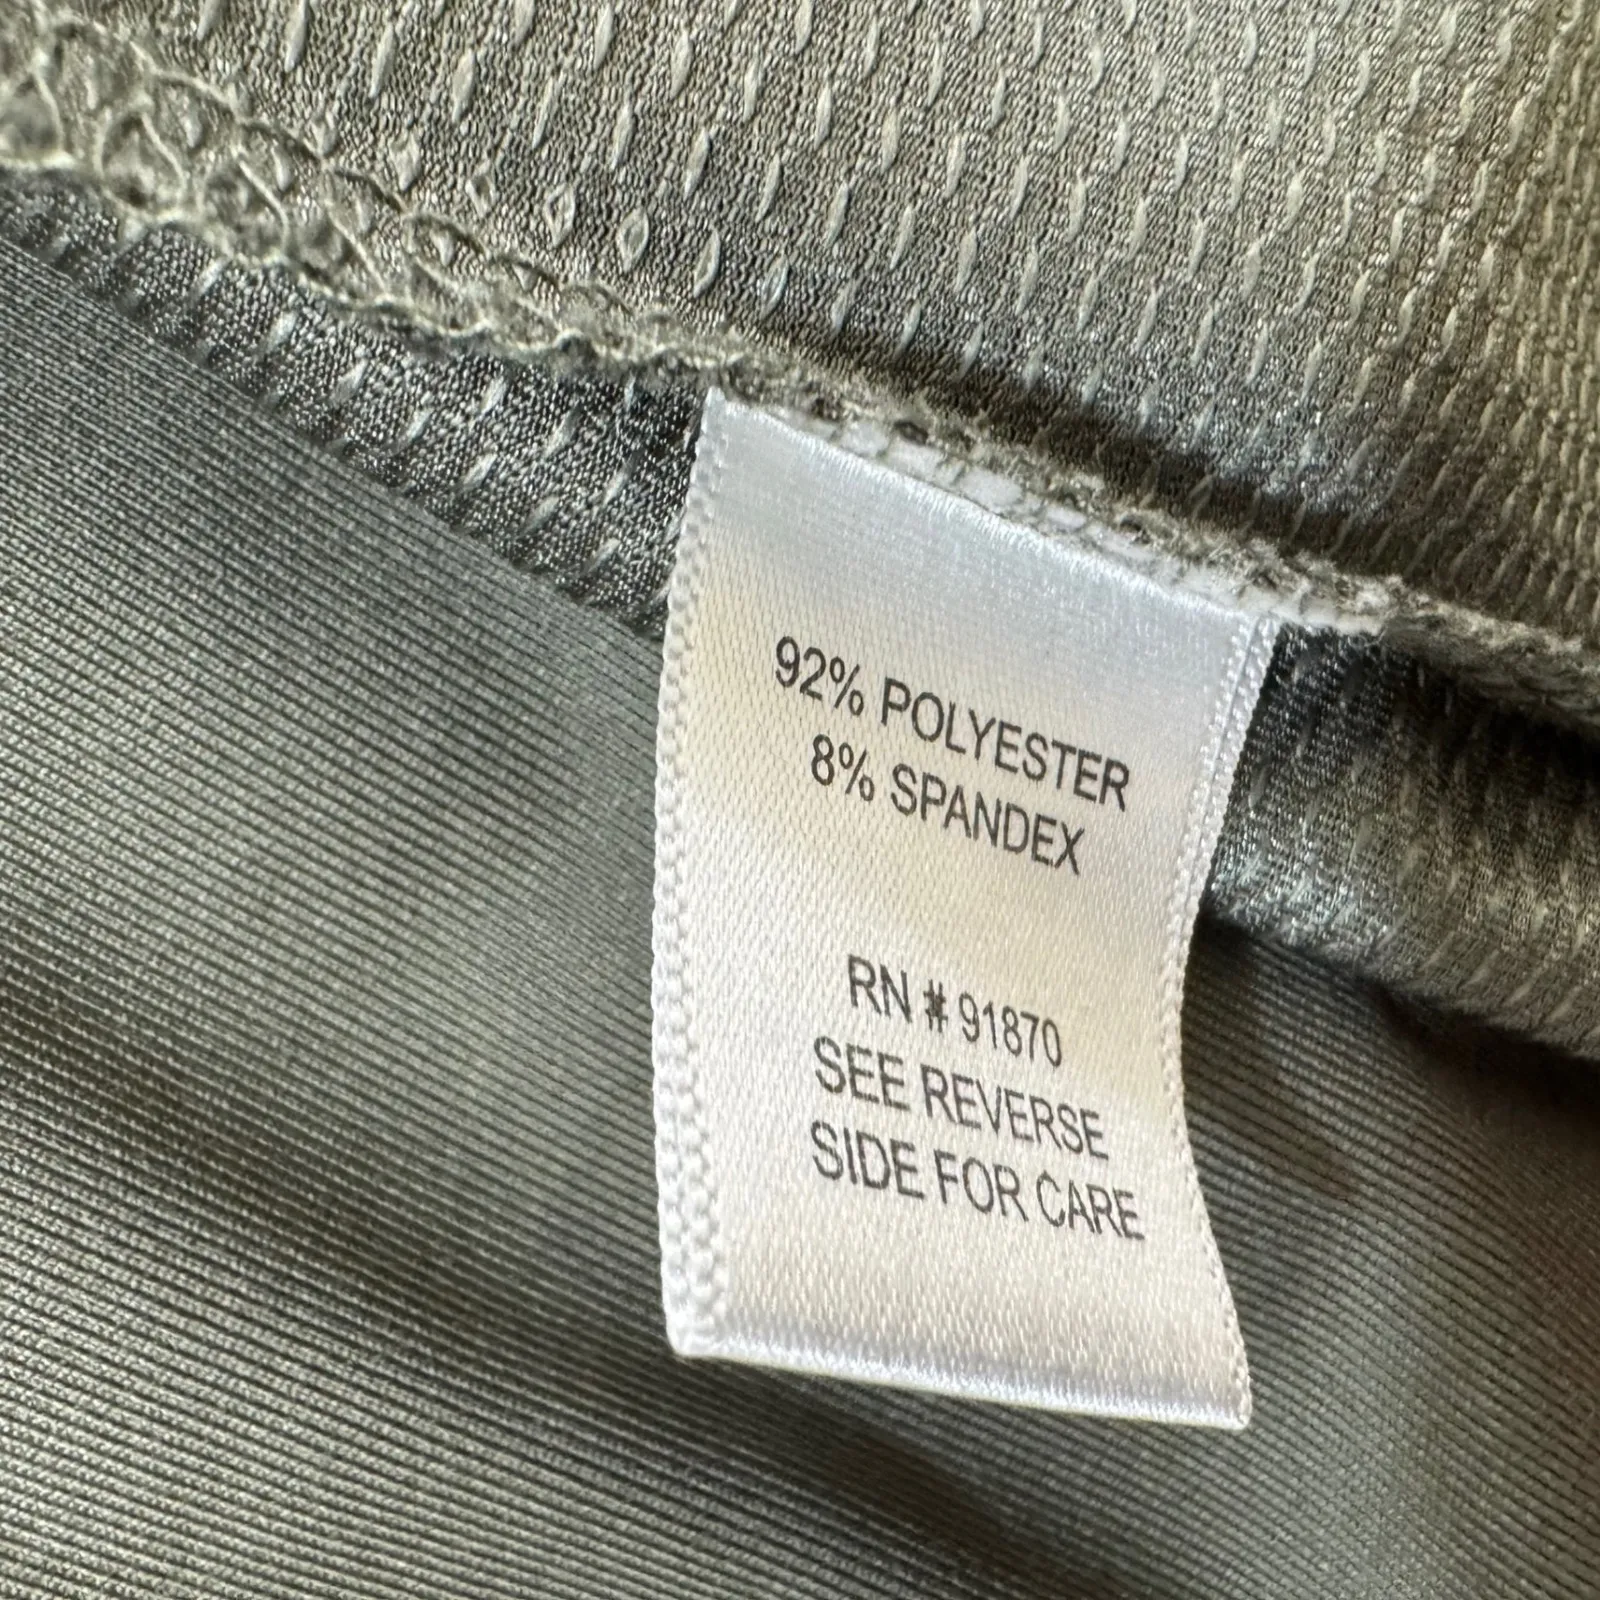 92% POLYESTER
8% SPANDEX
RN # 91870
SEE REVERSE
SIDE FOR CARE